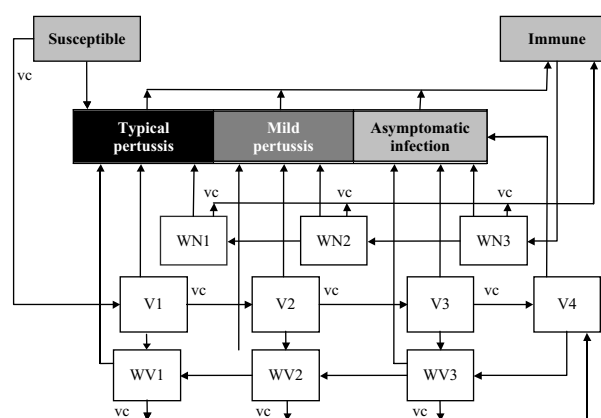 Susceptible
Immune
vc
Typical
pertussis
Mild
pertussis
Asymptomatic
infection
vc
vc
vc
WN1
WN2
WN3
V1
vc
V2
vc
V3
vc
V4
WV1
WV2
WV3
vc
vc
vc